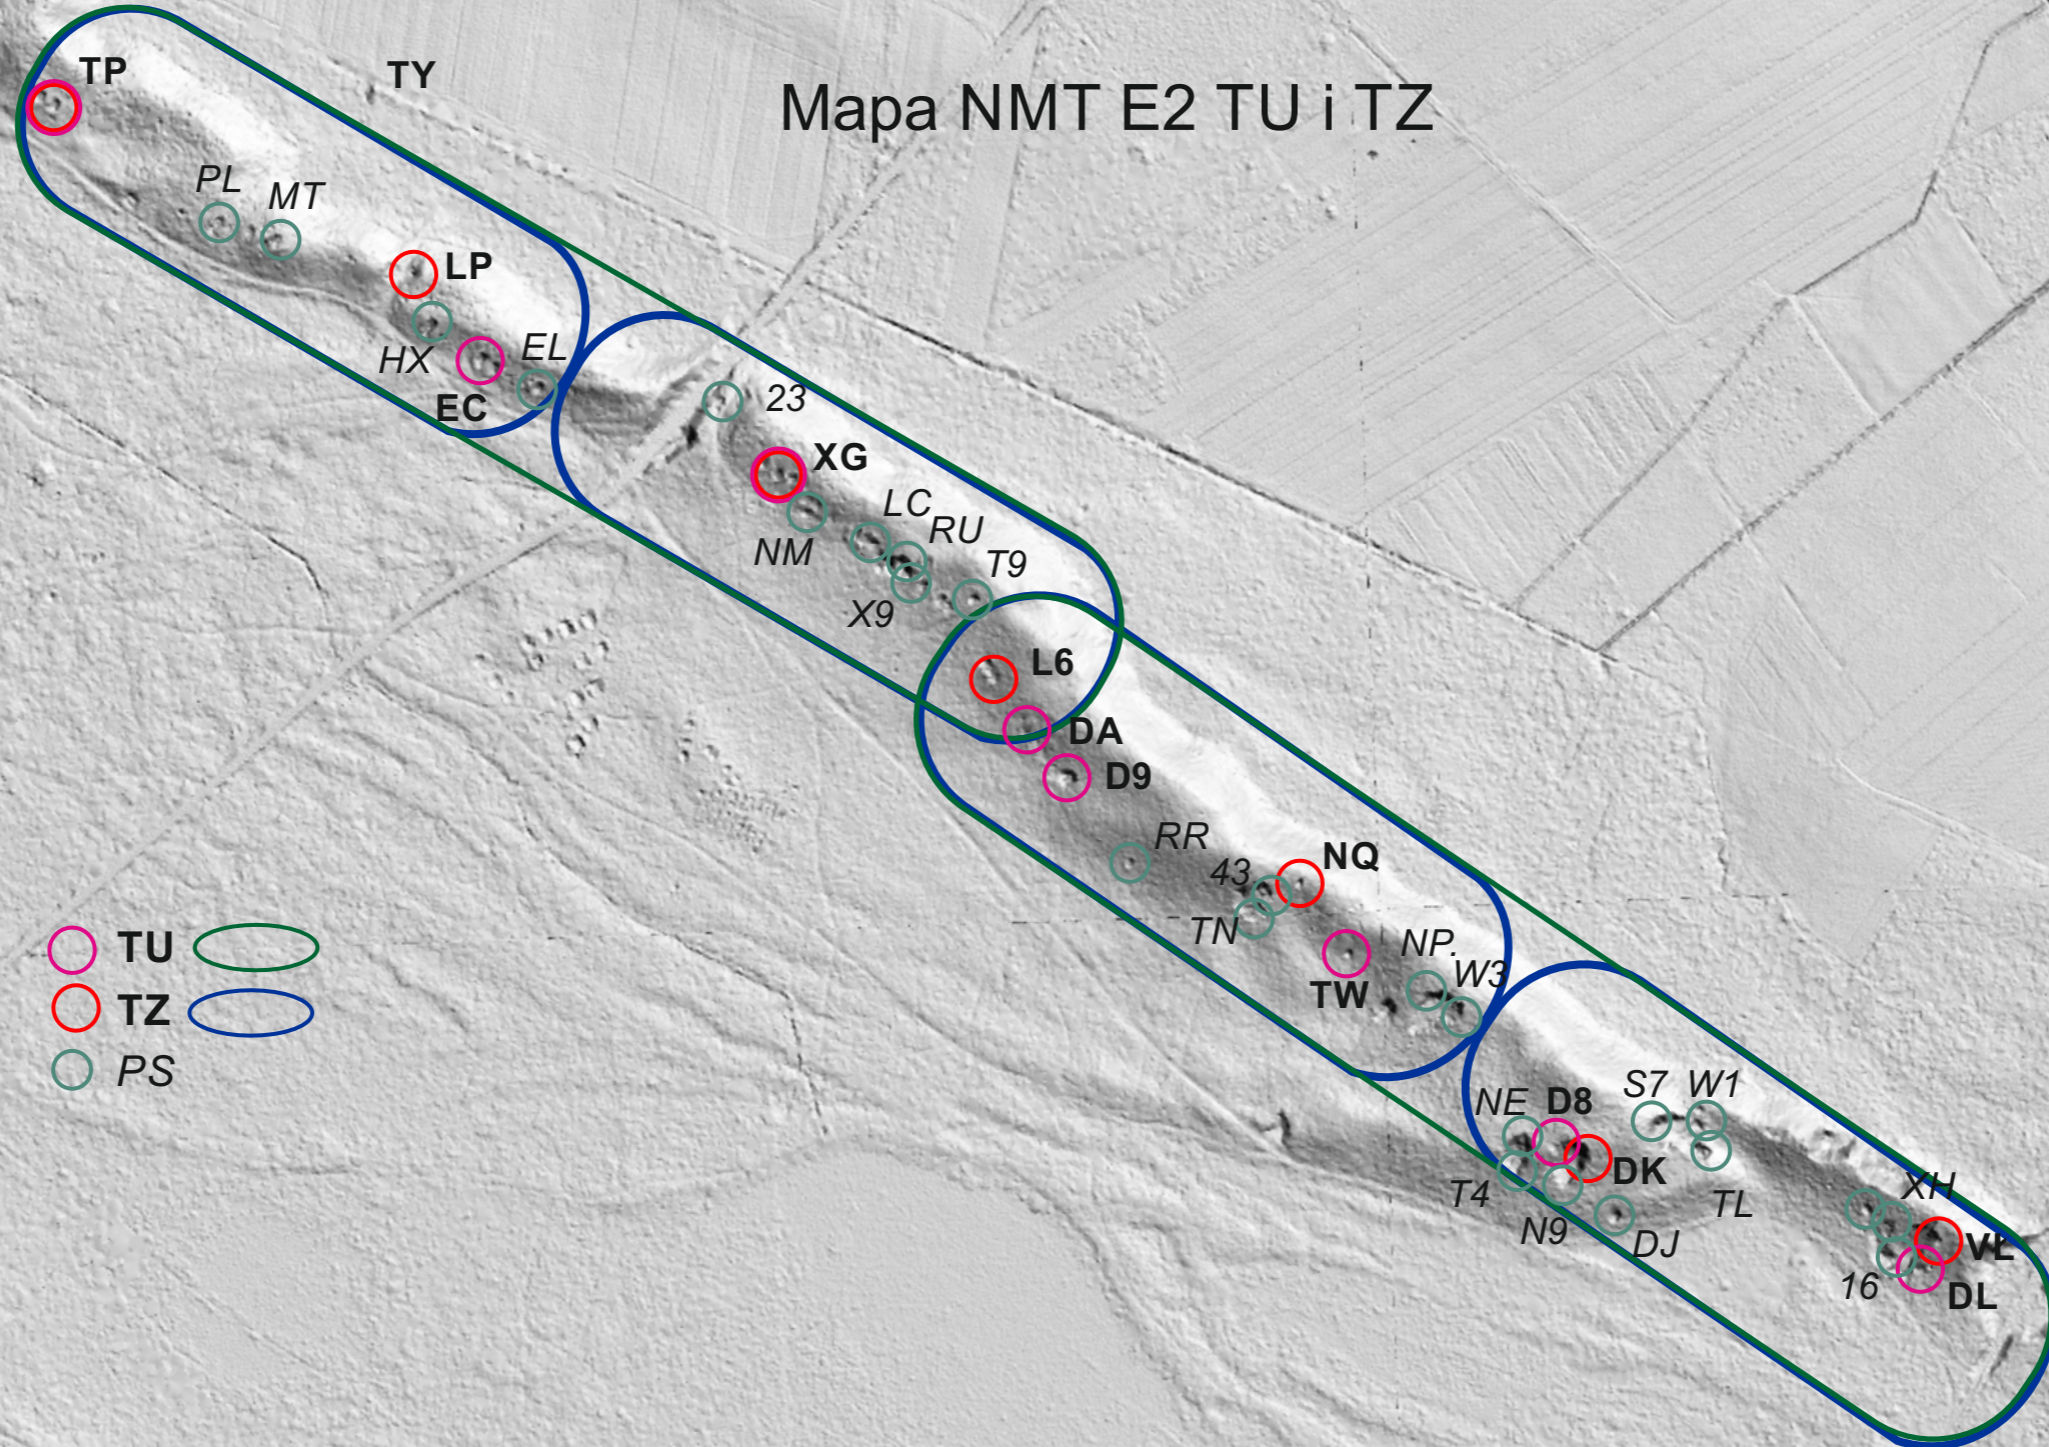 TP
TY
Mapa NMT E2 TU i TZ
PL
MT
LP
HX
EL
EC
23
XG
LC
RU
NM
T9
X9
L6
DA
D9
RR
43
NQ
TN
NP.
W3
TW
TU
TZ
PS
S7
W1
NE
D8
DK
T4
TL
XH
N9
DJ
VL
16
DL